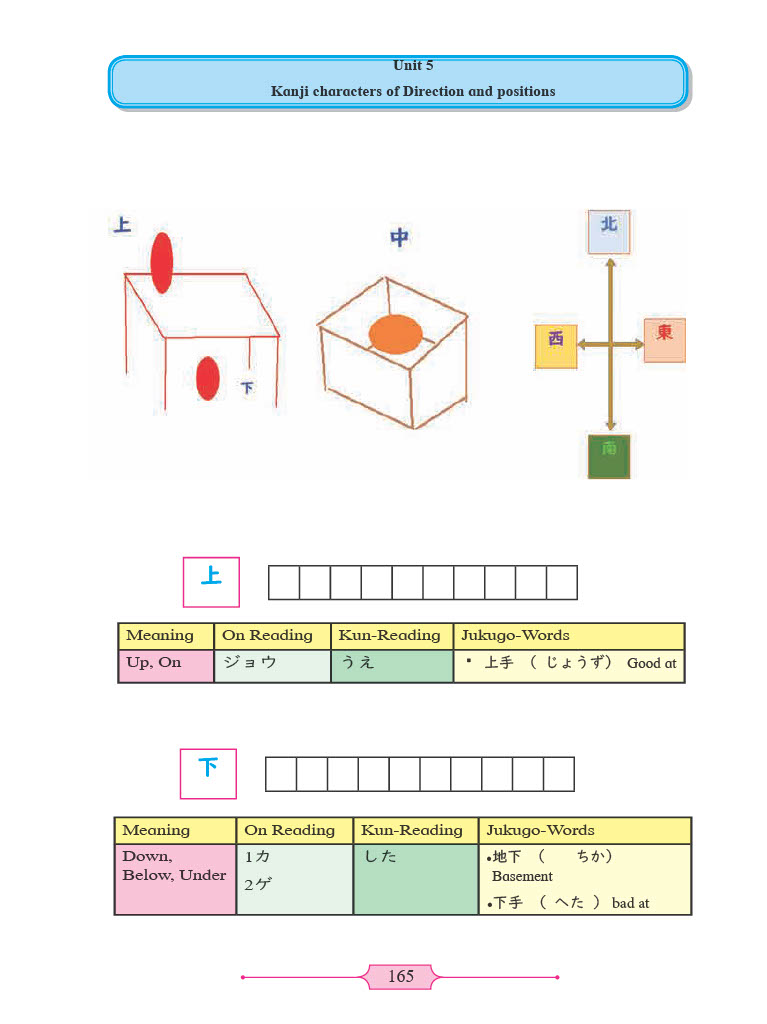 Unit 5
Kanji characters of Direction and positions
上
中
北
西
東
下
南
上
Meaning On Reading Kun-Reading Jukugo-Words
Up, On ジョウ うえ ▪ 上手 ( じょうず) Good at
下
Meaning On Reading Kun-Reading Jukugo-Words
Down, 1カ した •地下 ( ちか)
Below, Under Basement
2ゲ
•下手 ( へた ) bad at
165